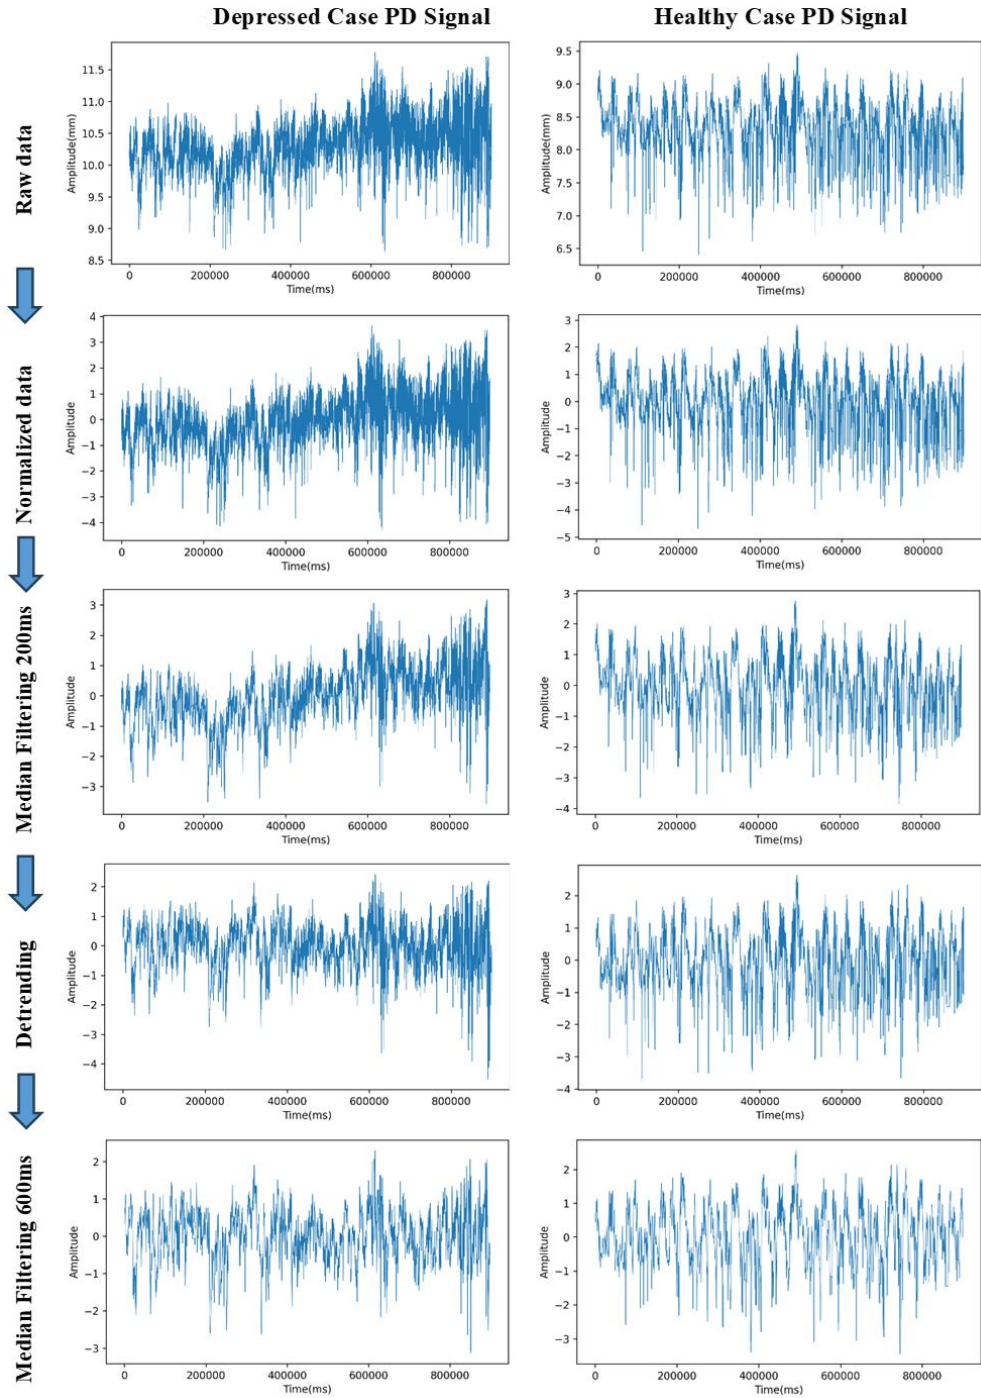 Depressed Case PD Signal
Healthy Case PD Signal
Raw data
Amplitude(mm)
11.5
11.0
10.5
10.0
9.5
9.0
8.5
0 200000 400000 600000 800000
Time(ms)
Amplitude(mm)
9.5
9.0
8.5
8.0
7.5
7.0
6.5
0 200000 400000 600000 800000
Time(ms)
Normalized data
Amplitude
4
3
2
1
0
−1
−2
−3
−4
0 200000 400000 600000 800000
Time(ms)
Amplitude
3
2
1
0
−1
−2
−3
−4
−5
0 200000 400000 600000 800000
Time(ms)
Median Filtering 200ms
Amplitude
3
2
1
0
−1
−2
−3
0 200000 400000 600000 800000
Time(ms)
Amplitude
3
2
1
0
−1
−2
−3
−4
0 200000 400000 600000 800000
Time(ms)
Detrending
Amplitude
2
1
0
−1
−2
−3
−4
0 200000 400000 600000 800000
Time(ms)
Amplitude
2
1
0
−1
−2
−3
−4
0 200000 400000 600000 800000
Time(ms)
Median Filtering 600ms
Amplitude
2
1
0
−1
−2
−3
0 200000 400000 600000 800000
Time(ms)
Amplitude
2
1
0
−1
−2
−3
0 200000 400000 600000 800000
Time(ms)